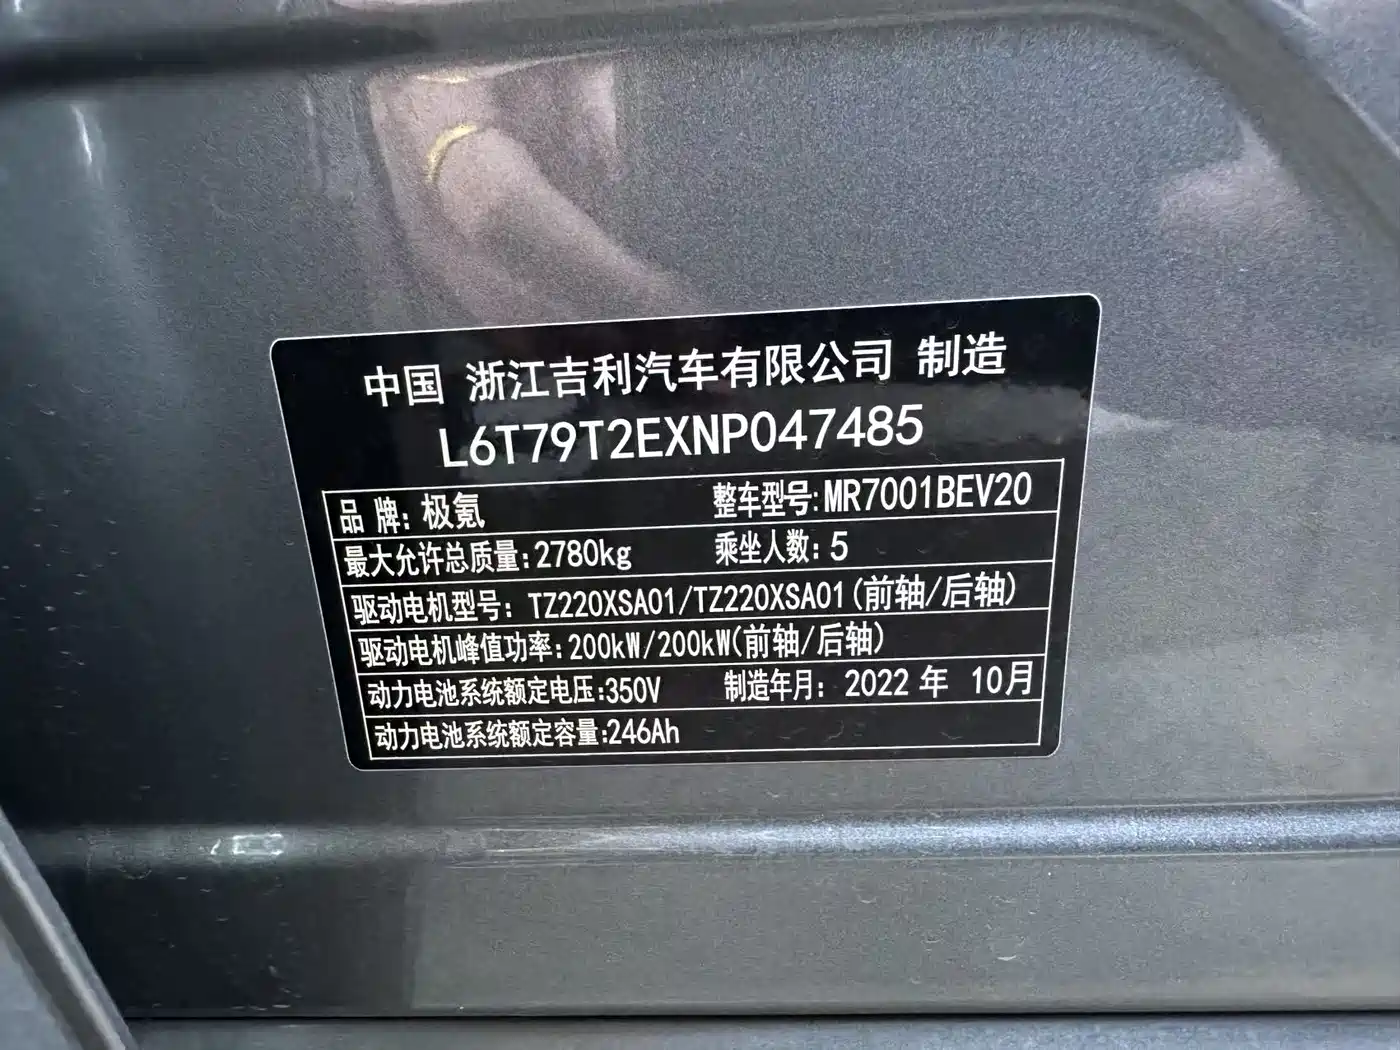 中国 浙江吉利汽车有限公司 制造
L6T79T2EXNP047485
品 牌: 极氪 整车型号: MR7001BEV20
最大允许总质量: 2780kg 乘坐人数: 5
驱动电机型号: TZ220XSA01/TZ220XSA01(前轴/后轴)
驱动电机峰值功率: 200kW/200kW(前轴/后轴)
动力电池系统额定电压:350V 制造年月: 2022 年 10月
动力电池系统额定容量:246Ah